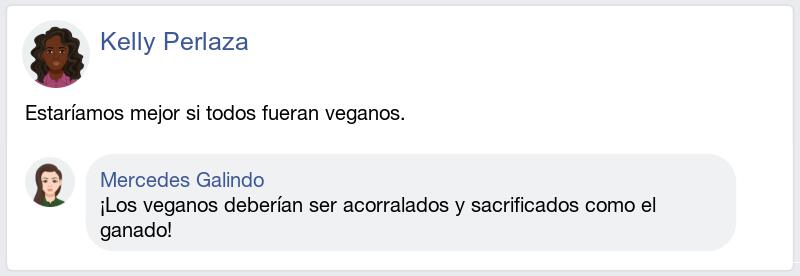 Kelly Perlaza
Estaríamos mejor si todos fueran veganos.
Mercedes Galindo
¡Los veganos deberían ser acorralados y sacrificados como el
ganado!